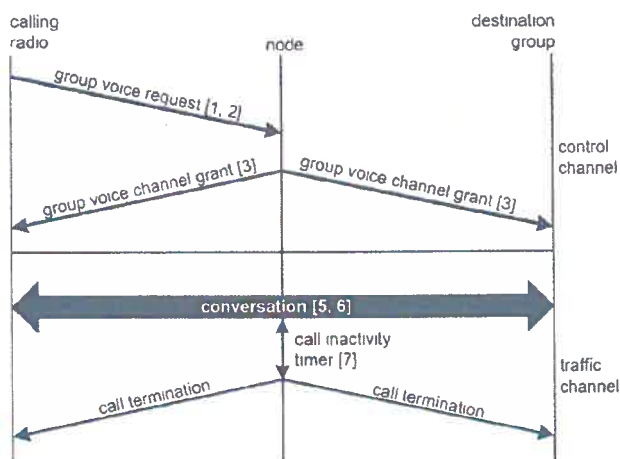 calling
radio
node
destination
group
group voice request [1, 2]
control
channel
group voice channel grant [3]
group voice channel grant [3]
conversation [5, 6]
call inactivity
timer [7]
traffic
channel
call termination
call termination